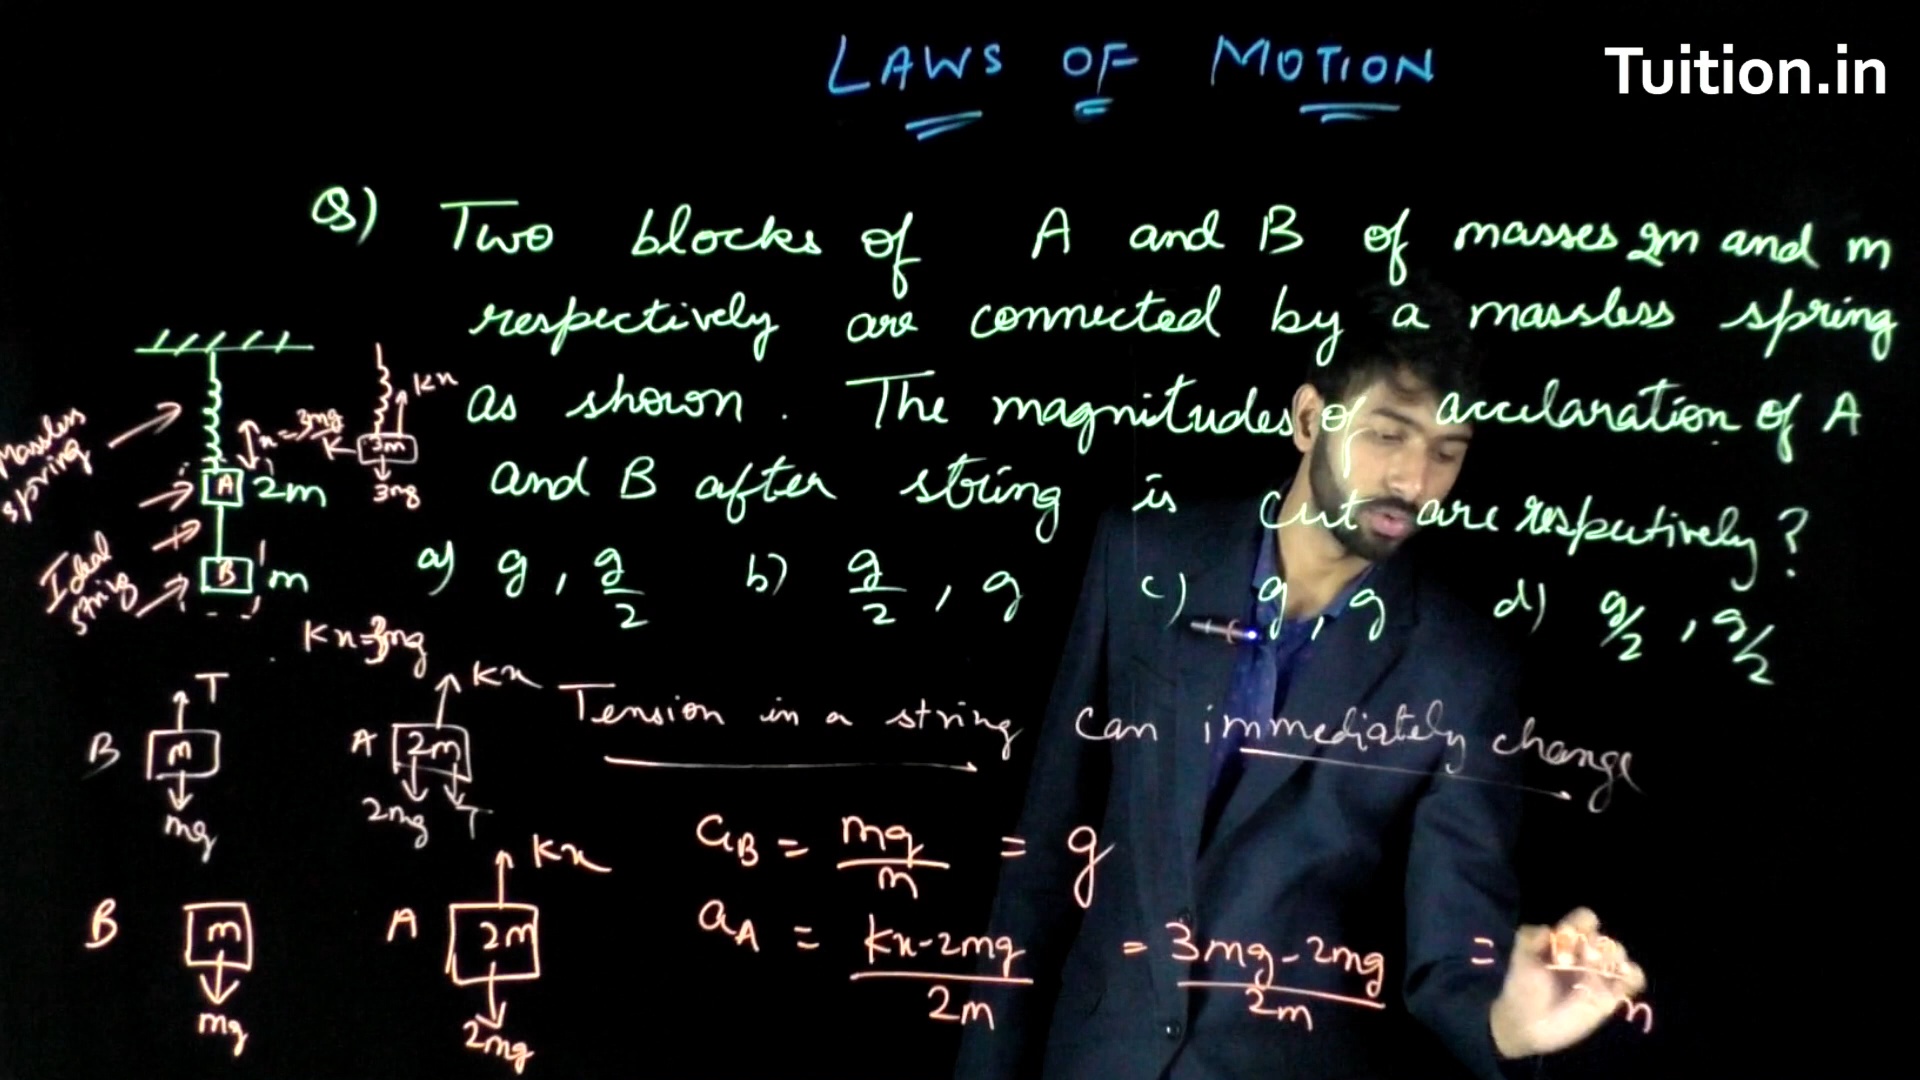 LAWS OF MOTION
Tuition.in
Q) Two blocks of A and B of masses 2m and m
respectively are connected by a massless spring
as shown. The magnitudes of accelaration of A
and B after string is cut are respectively?
a) g, g/2 b) g/2, g c) g, g d) g/2, g/2
Massless spring
x = 3mg/K
Kx
3m
3mg
A 2m
Ideal string
B m
Kx=3mg
B T m mg
A Kx 2m 2mg T
Tension in a string can immediately change
B m mg
A Kx 2m 2mg
aB = mg/m = g
aA = Kx-2mg/2m = 3mg-2mg/2m =